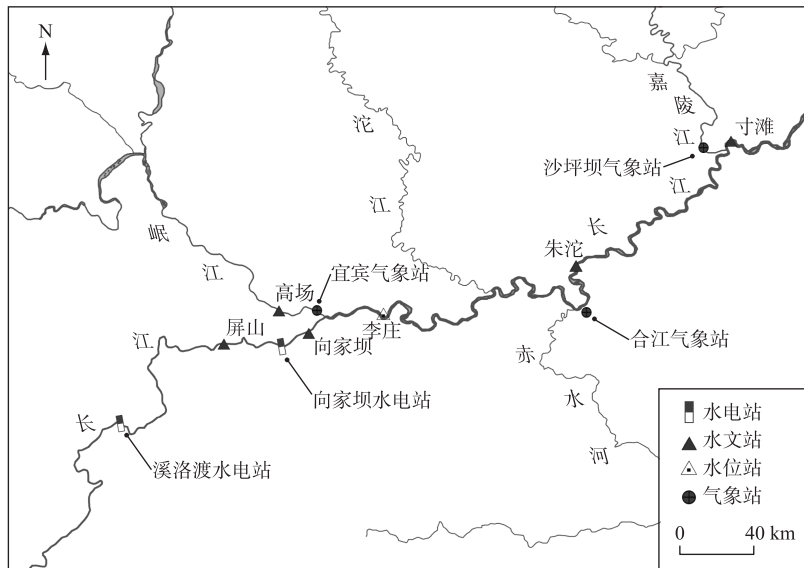 N
嘉陵江
沱江
寸滩
沙坪坝气象站
岷江
长江
朱沱
宜宾气象站
高场
屏山
李庄
向家坝
合江气象站
长江
向家坝水电站
赤水河
溪洛渡水电站
水电站
水文站
水位站
气象站
0 40 km